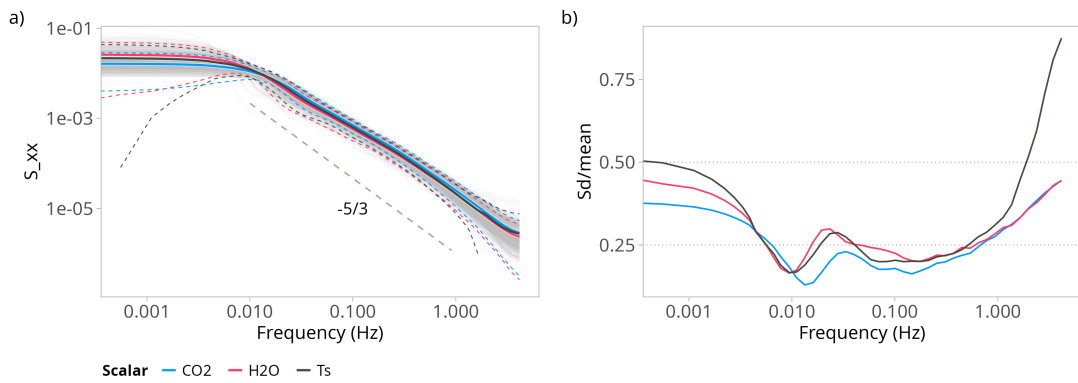 a)
S_xx
1e-01
1e-03
1e-05
-5/3
0.001 0.010 0.100 1.000
Frequency (Hz)
b)
Sd/mean
0.75
0.50
0.25
0.001 0.010 0.100 1.000
Frequency (Hz)
Scalar CO2 H2O Ts